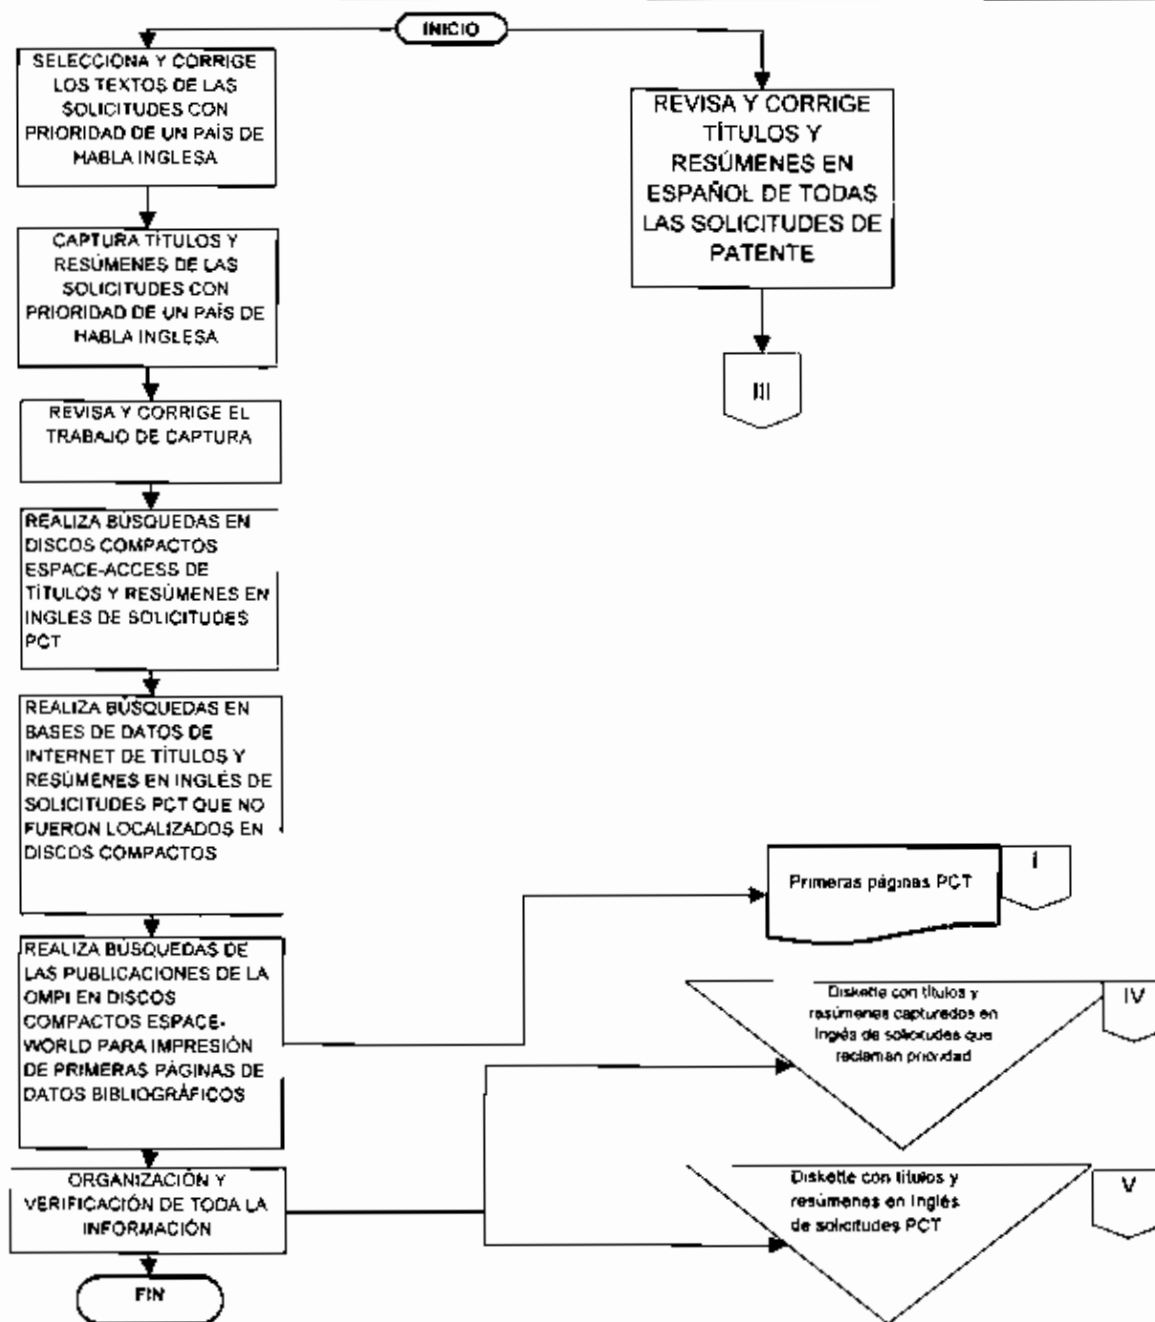 INICIO
SELECCIONA Y CORRIGE
LOS TEXTOS DE LAS
SOLICITUDES CON
PRIORIDAD DE UN PAÍS DE
HABLA INGLESA
CAPTURA TÍTULOS Y
RESÚMENES DE LAS
SOLICITUDES CON
PRIORIDAD DE UN PAÍS DE
HABLA INGLESA
REVISA Y CORRIGE EL
TRABAJO DE CAPTURA
REALIZA BÚSQUEDAS EN
DISCOS COMPACTOS
ESPACE-ACCESS DE
TÍTULOS Y RESÚMENES EN
INGLES DE SOLICITUDES
PCT
REALIZA BÚSQUEDAS EN
BASES DE DATOS DE
INTERNET DE TÍTULOS Y
RESÚMENES EN INGLÉS DE
SOLICITUDES PCT QUE NO
FUERON LOCALIZADOS EN
DISCOS COMPACTOS
REALIZA BÚSQUEDAS DE
LAS PUBLICACIONES DE LA
OMPI EN DISCOS
COMPACTOS ESPACE-
WORLD PARA IMPRESIÓN
DE PRIMERAS PÁGINAS DE
DATOS BIBLIOGRÁFICOS
ORGANIZACIÓN Y
VERIFICACIÓN DE TODA LA
INFORMACIÓN
FIN
REVISA Y CORRIGE
TÍTULOS Y
RESÚMENES EN
ESPAÑOL DE TODAS
LAS SOLICITUDES DE
PATENTE
III
Primeras páginas PCT
I
Diskette con títulos y
resúmenes capturados en
Inglés de solicitudes que
reclaman prioridad
IV
Diskette con títulos y
resúmenes en Inglés
de solicitudes PCT
V